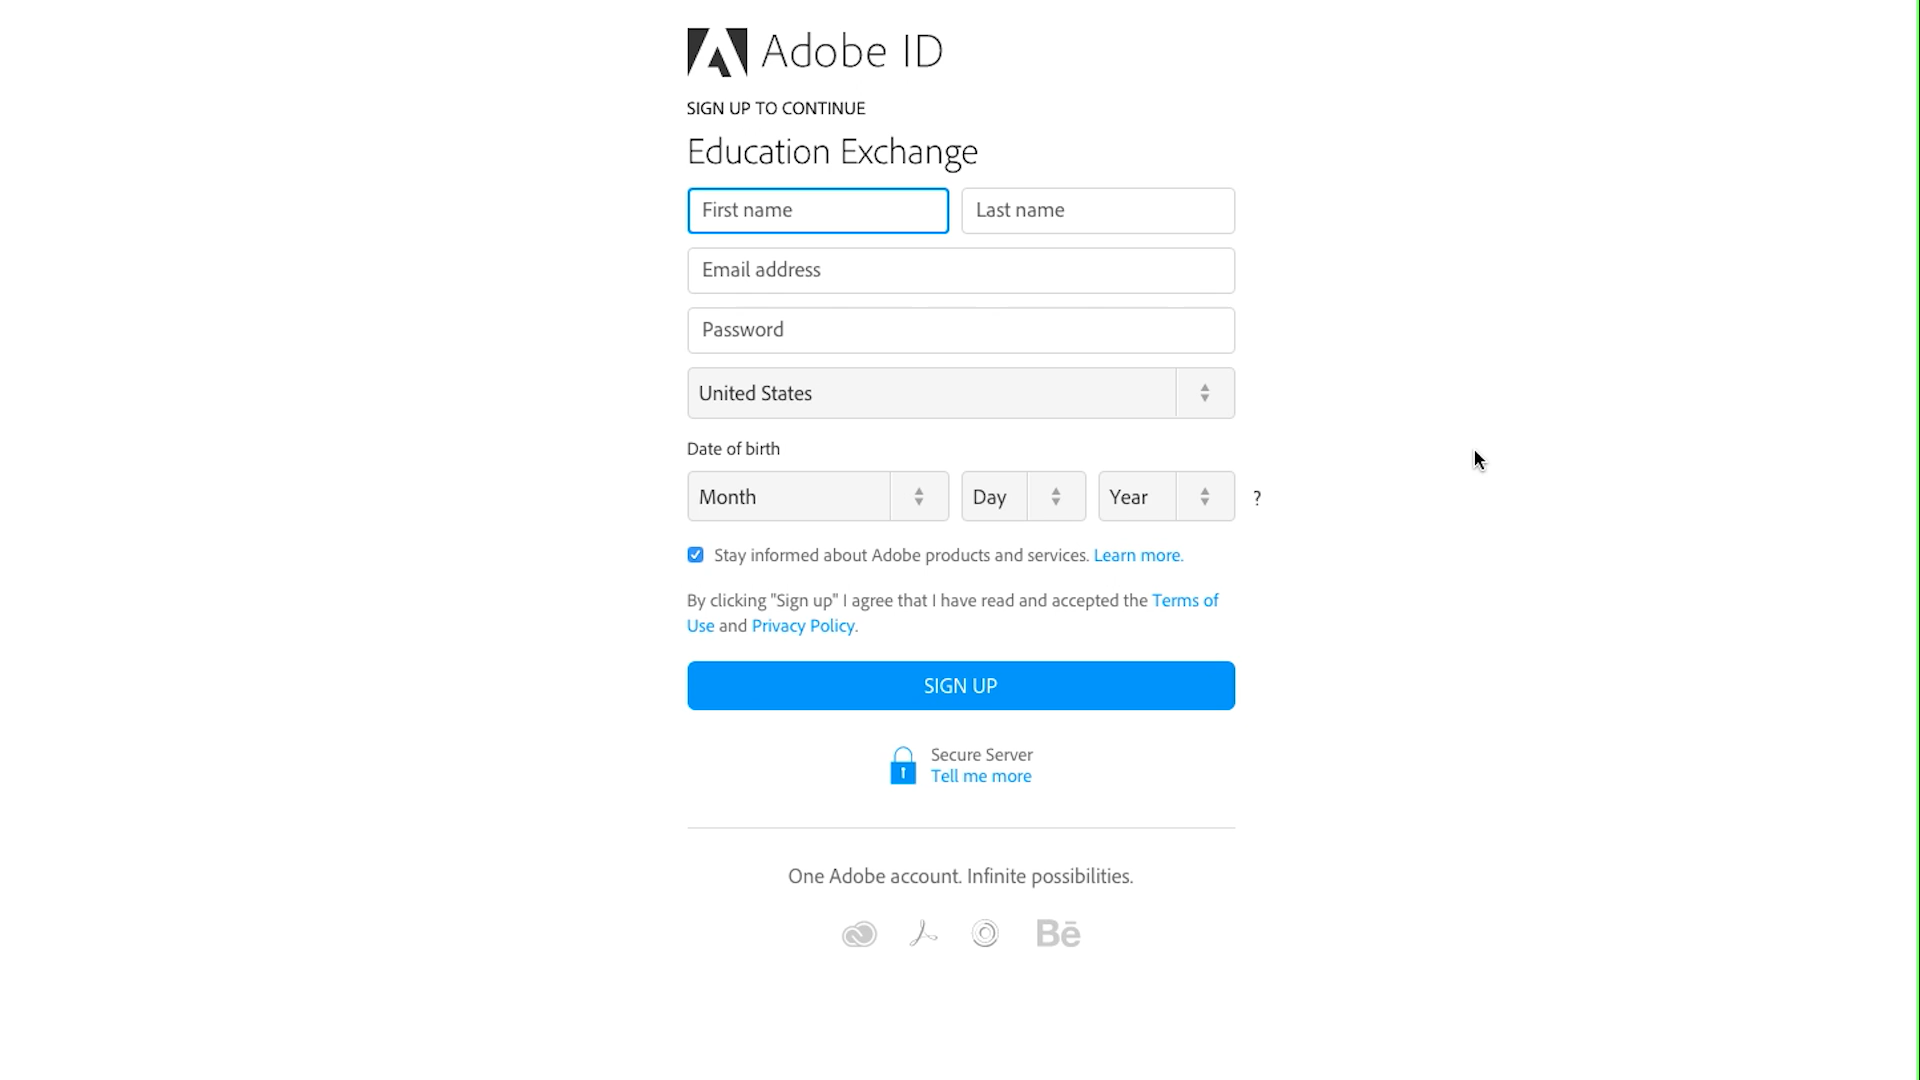 Adobe ID
SIGN UP TO CONTINUE
Education Exchange
First name
Last name
Email address
Password
United States
Date of birth
Month
Day
Year
?
Stay informed about Adobe products and services. Learn more.
By clicking "Sign up" I agree that I have read and accepted the Terms of
Use and Privacy Policy.
SIGN UP
Secure Server
Tell me more
One Adobe account. Infinite possibilities.
Bē